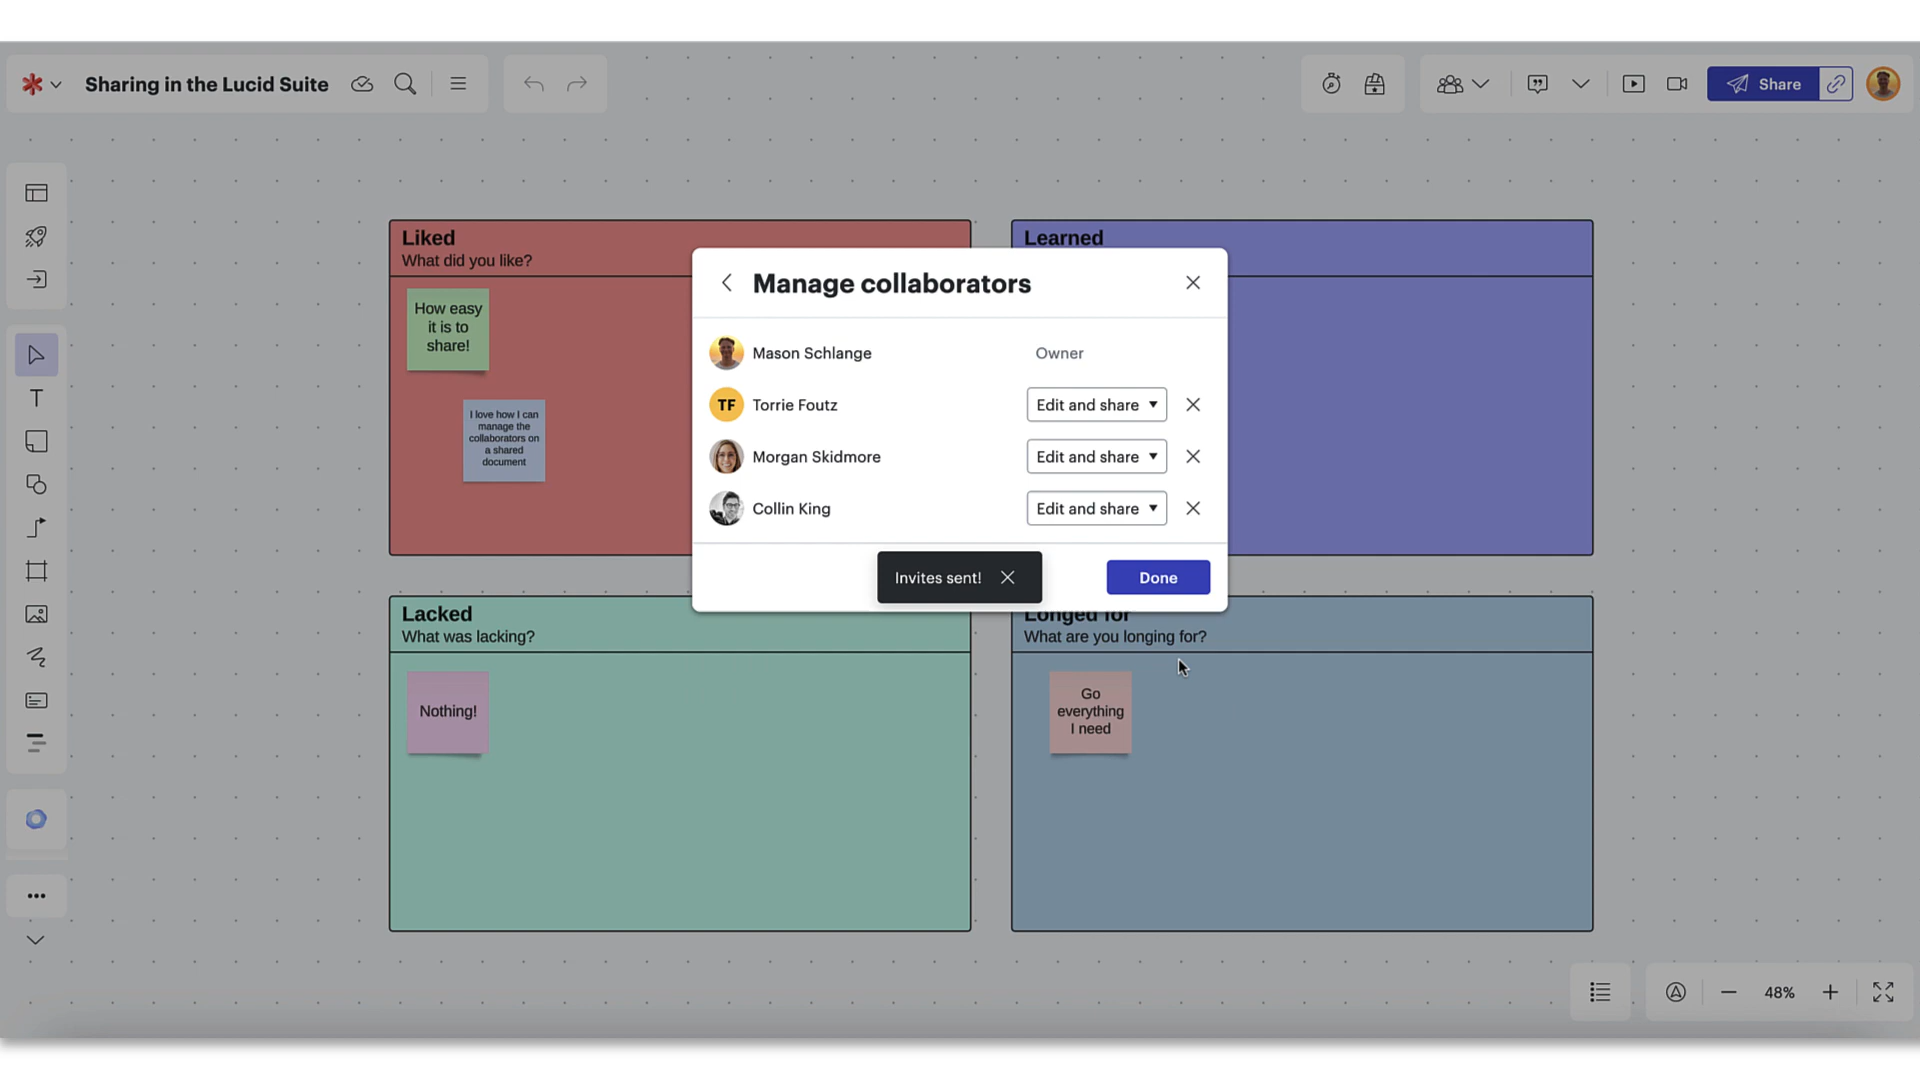 Sharing in the Lucid Suite
Share
Liked
What did you like?
How easy
it is to
share!
I love how I can
manage the
collaborators on
a shared
document
Learned
Manage collaborators
Mason Schlange
Owner
TF
Torrie Foutz
Edit and share
Morgan Skidmore
Edit and share
Collin King
Edit and share
Invites sent!
Done
Lacked
What was lacking?
Nothing!
Longed for
What are you longing for?
Go
everything
I need
T
48%